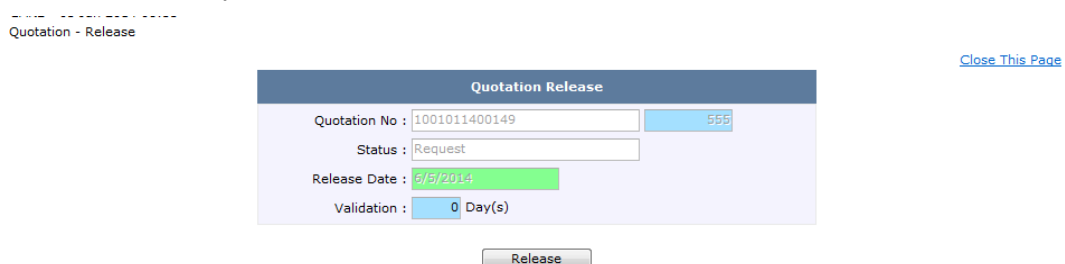 Quotation - Release
Close This Page
Quotation Release
Quotation No : 1001011400149 555
Status : Request
Release Date : 6/5/2014
Validation : 0 Day(s)
Release